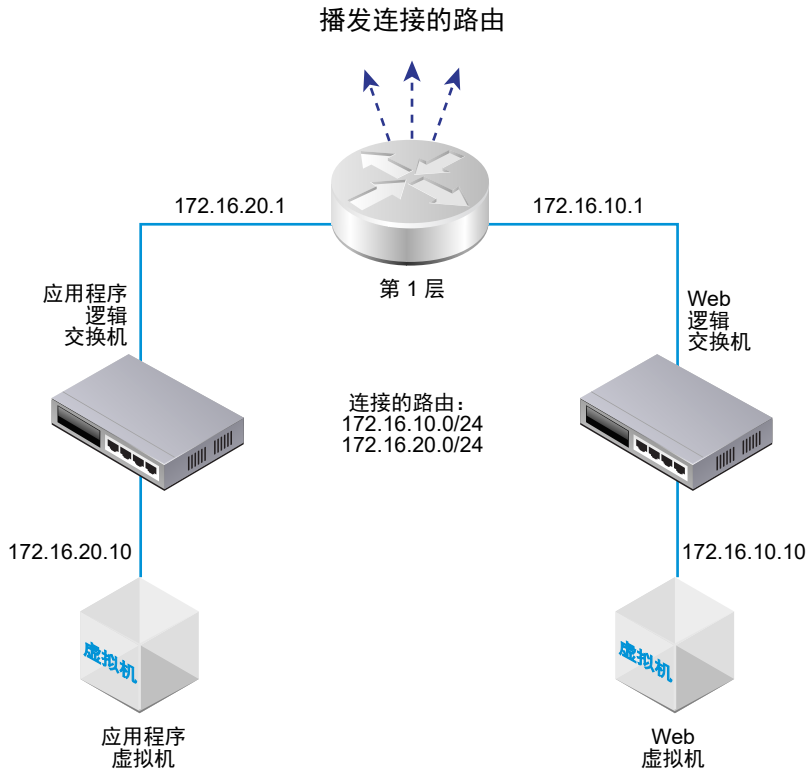 播发连接的路由
172.16.20.1
172.16.10.1
第 1 层
应用程序
逻辑
交换机
Web
逻辑
交换机
连接的路由：
172.16.10.0/24
172.16.20.0/24
172.16.20.10
172.16.10.10
虚拟机
虚拟机
应用程序
虚拟机
Web
虚拟机